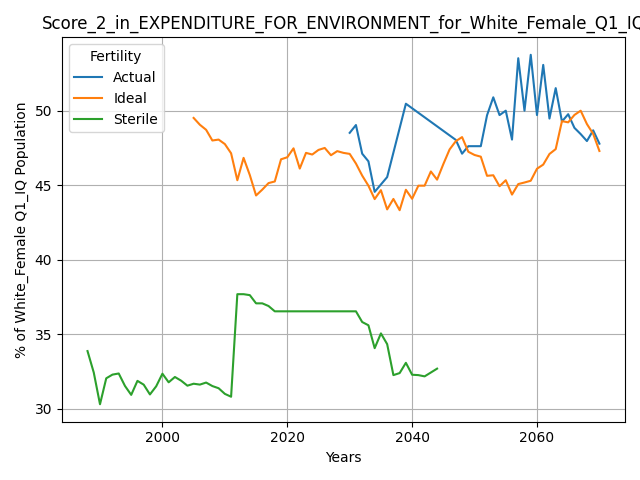 Score_2_in_EXPENDITURE_FOR_ENVIRONMENT_for_White_Female_Q1_IQ
Fertility
Actual
Ideal
Sterile
% of White_Female Q1_IQ Population
50
45
40
35
30
2000
2020
2040
2060
Years